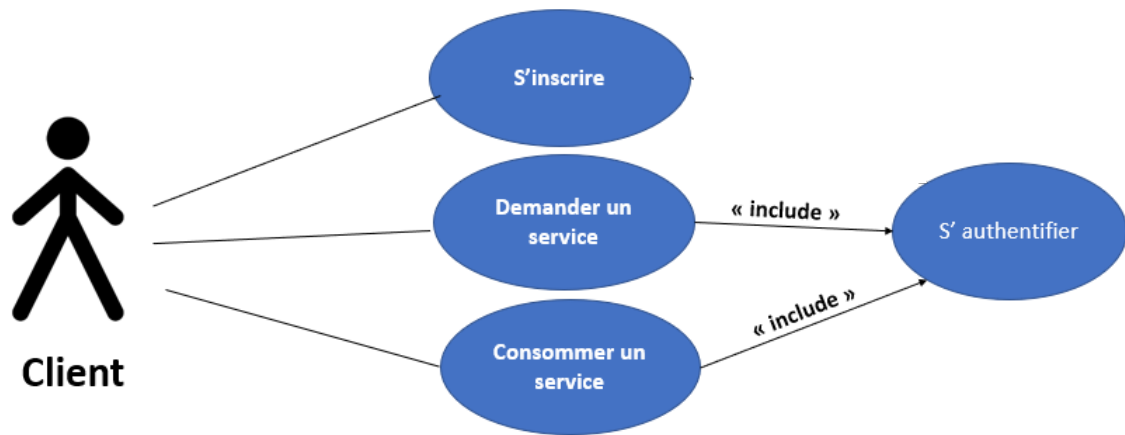 S’inscrire
Demander un
service
« include »
S’ authentifier
« include »
Consommer un
service
Client